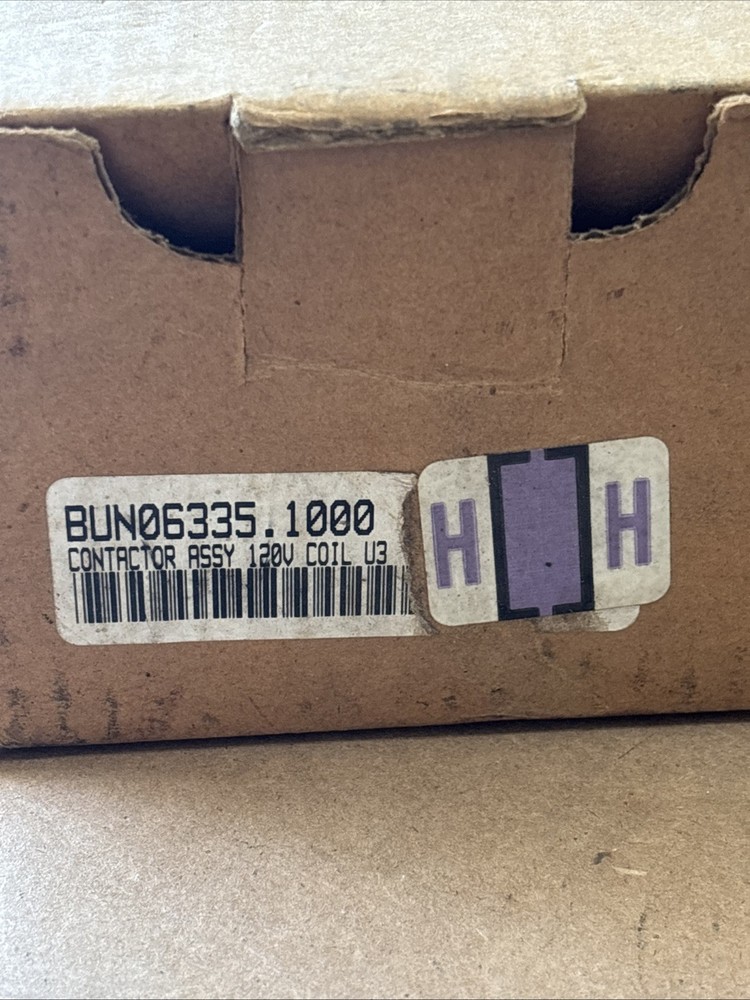 BUN06335.1000
CONTACTOR ASSY 120V COIL U3
H H